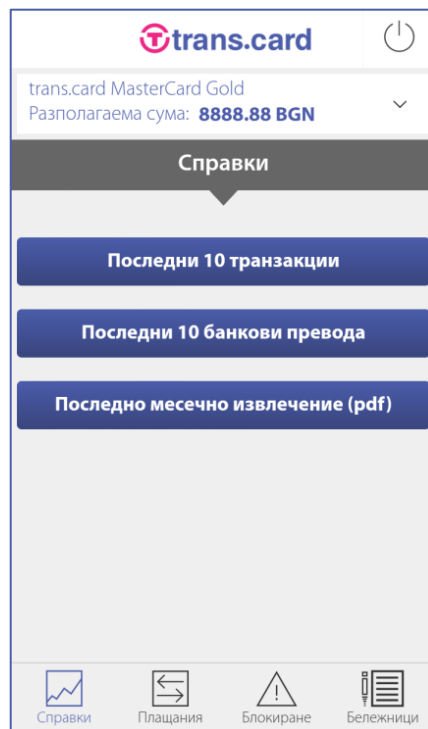 trans.card
trans.card MasterCard Gold
Разполагаема сума: 8888.88 BGN
Справки
Последни 10 транзакции
Последни 10 банкови превода
Последно месечно извлечение (pdf)
Справки
Плащания
Блокиране
Бележници